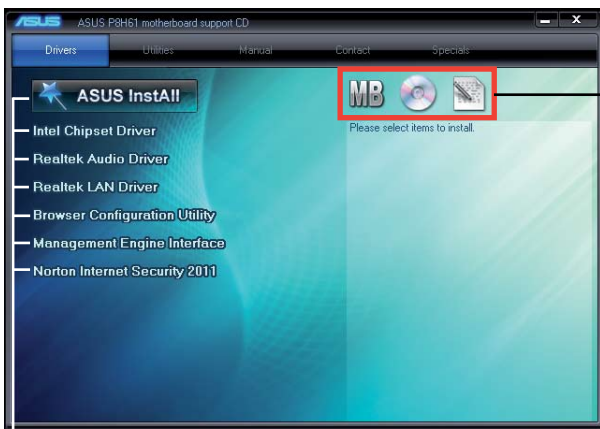 ASUS ASUS P8H61 motherboard support CD
Drivers Utilities Manual Contact Specials
ASUS InstAll MB
Intel Chipset Driver Please select items to install.
Realtek Audio Driver
Realtek LAN Driver
Browser Configuration Utility
Management Engine Interface
Norton Internet Security 2011